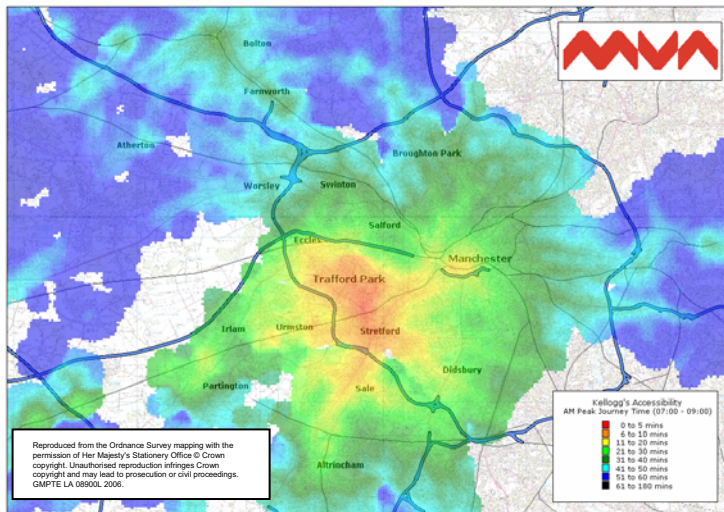 mva
Bolton
Farnworth
Atherton
Broughton Park
Worsley
Swinton
Salford
Eccles
Manchester
Trafford Park
Irlam
Urmston
Stretford
Didsbury
Partington
Sale
Altrincham
Kellogg's Accessibility
AM Peak Journey Time (07:00 - 09:00)
0 to 5 mins
6 to 10 mins
11 to 20 mins
21 to 30 mins
31 to 40 mins
41 to 50 mins
51 to 60 mins
61 to 180 mins
Reproduced from the Ordnance Survey mapping with the
permission of Her Majesty's Stationery Office © Crown
copyright. Unauthorised reproduction infringes Crown
copyright and may lead to prosecution or civil proceedings.
GMPTE LA 08900L 2006.